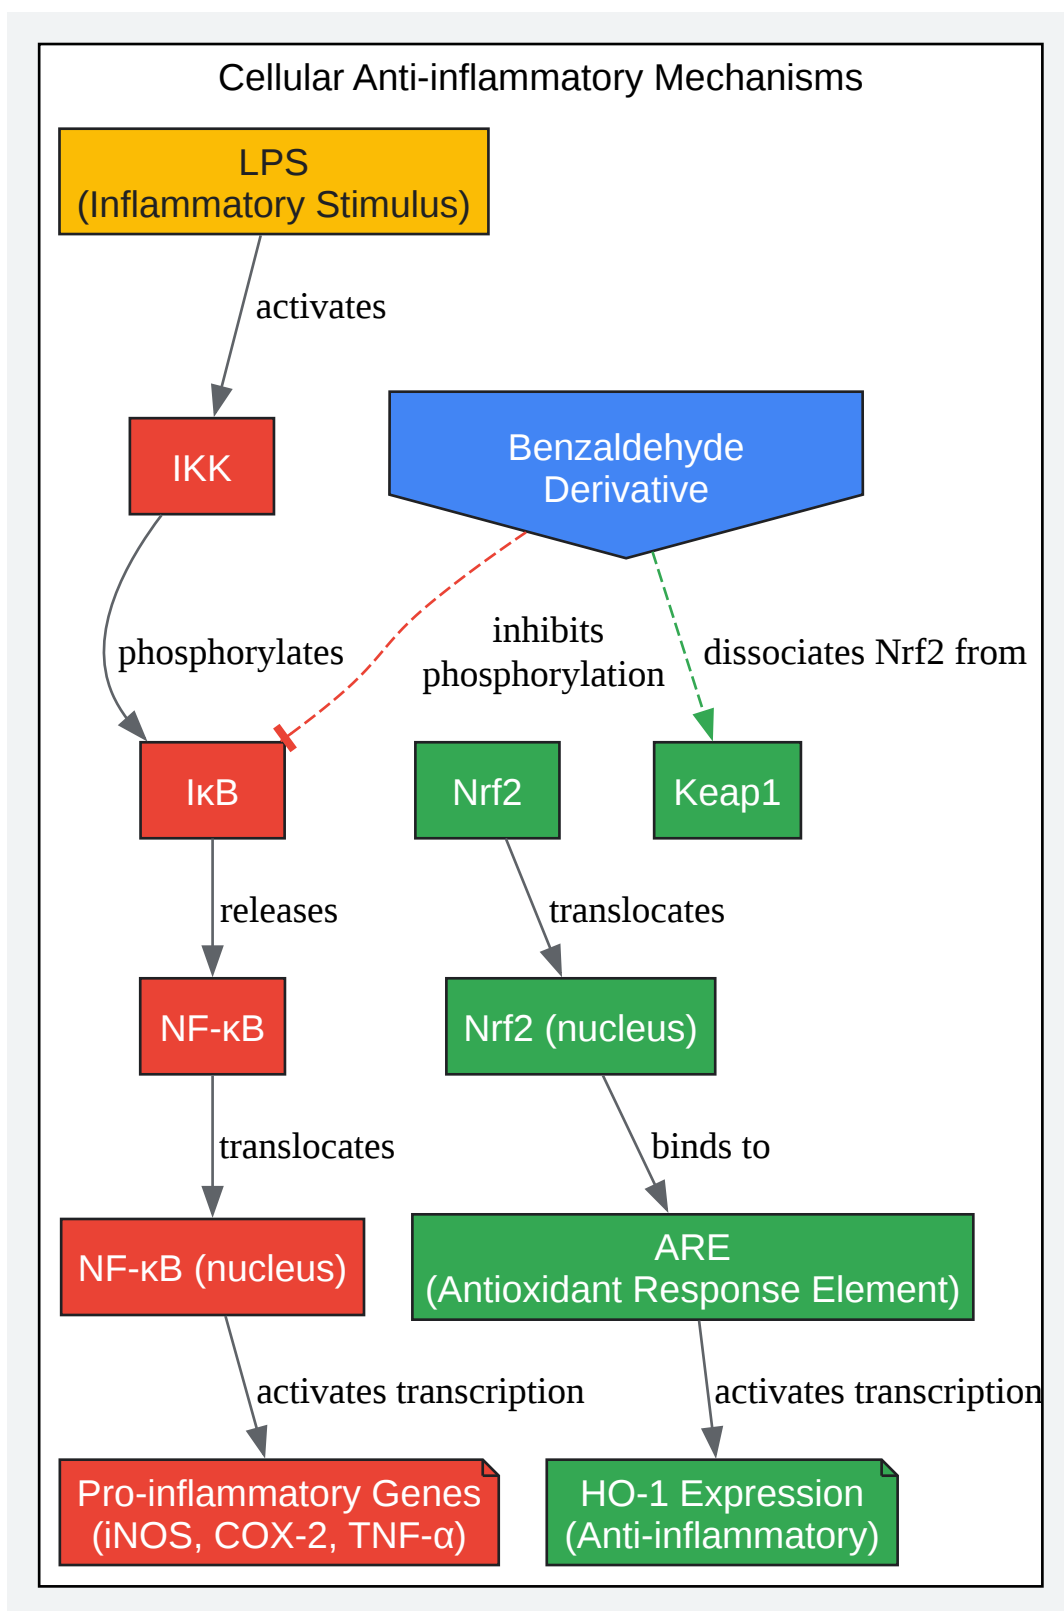 Cellular Anti-inflammatory Mechanisms
LPS
(Inflammatory Stimulus)
activates
IKK
Benzaldehyde
Derivative
phosphorylates
inhibits
phosphorylation
dissociates Nrf2 from
IκB
Nrf2
Keap1
releases
translocates
NF-κB
Nrf2 (nucleus)
translocates
binds to
NF-κB (nucleus)
ARE
(Antioxidant Response Element)
activates transcription
activates transcription
Pro-inflammatory Genes
(iNOS, COX-2, TNF-α)
HO-1 Expression
(Anti-inflammatory)